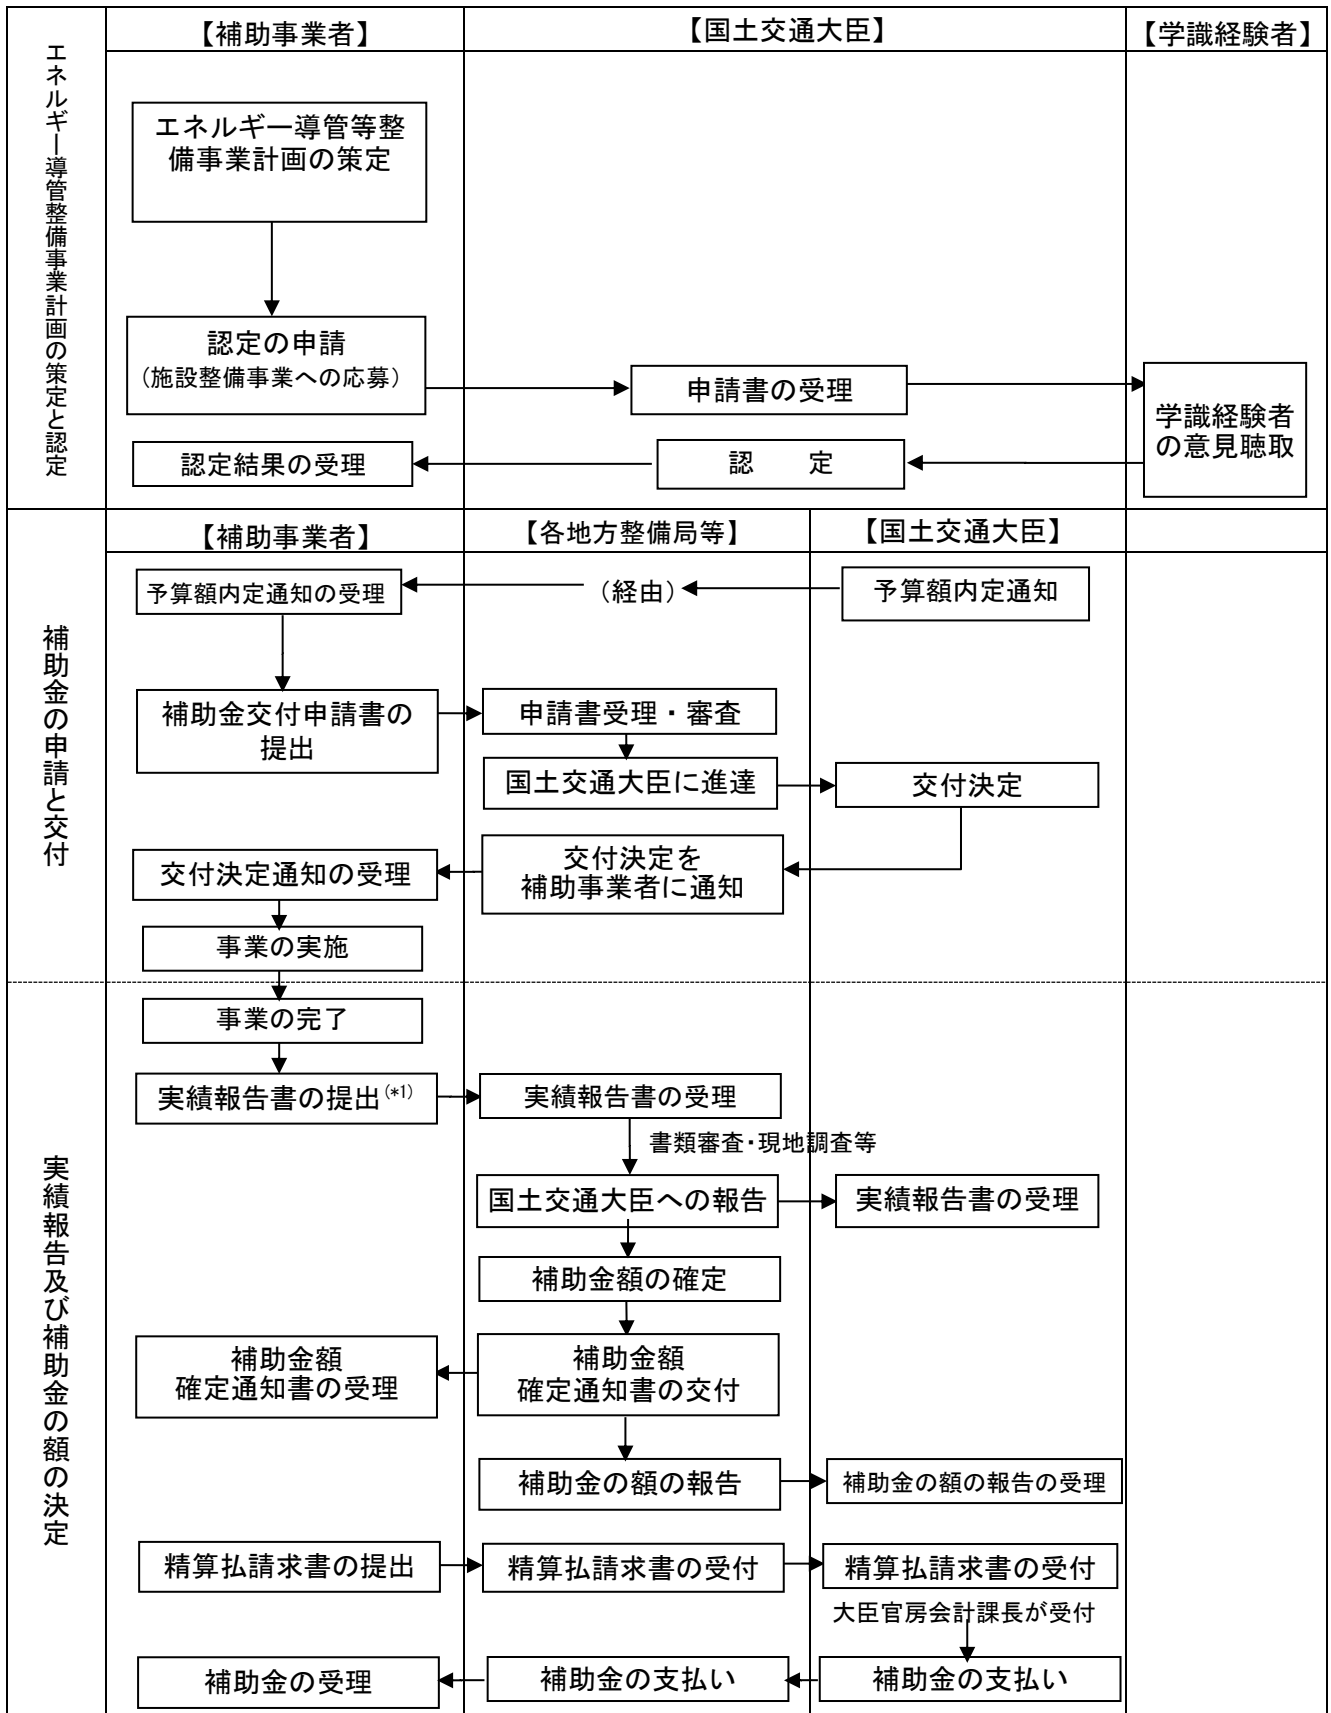 【補助事業者】
【国土交通大臣】
【学識経験者】
エネルギー導管整備事業計画の策定と認定
エネルギー導管等整
備事業計画の策定
認定の申請
（施設整備事業への応募）
申請書の受理
学識経験者
の意見聴取
認定結果の受理
認　　定
【補助事業者】
【各地方整備局等】
【国土交通大臣】
補助金の申請と交付
予算額内定通知の受理
（経由）
予算額内定通知
補助金交付申請書の
提出
申請書受理・審査
国土交通大臣に進達
交付決定
交付決定を
補助事業者に通知
交付決定通知の受理
事業の実施
実績報告及び補助金の額の決定
事業の完了
実績報告書の提出(*1)
実績報告書の受理
書類審査・現地調査等
国土交通大臣への報告
実績報告書の受理
補助金額の確定
補助金額
確定通知書の受理
補助金額
確定通知書の交付
補助金の額の報告
補助金の額の報告の受理
精算払請求書の提出
精算払請求書の受付
精算払請求書の受付
大臣官房会計課長が受付
補助金の受理
補助金の支払い
補助金の支払い